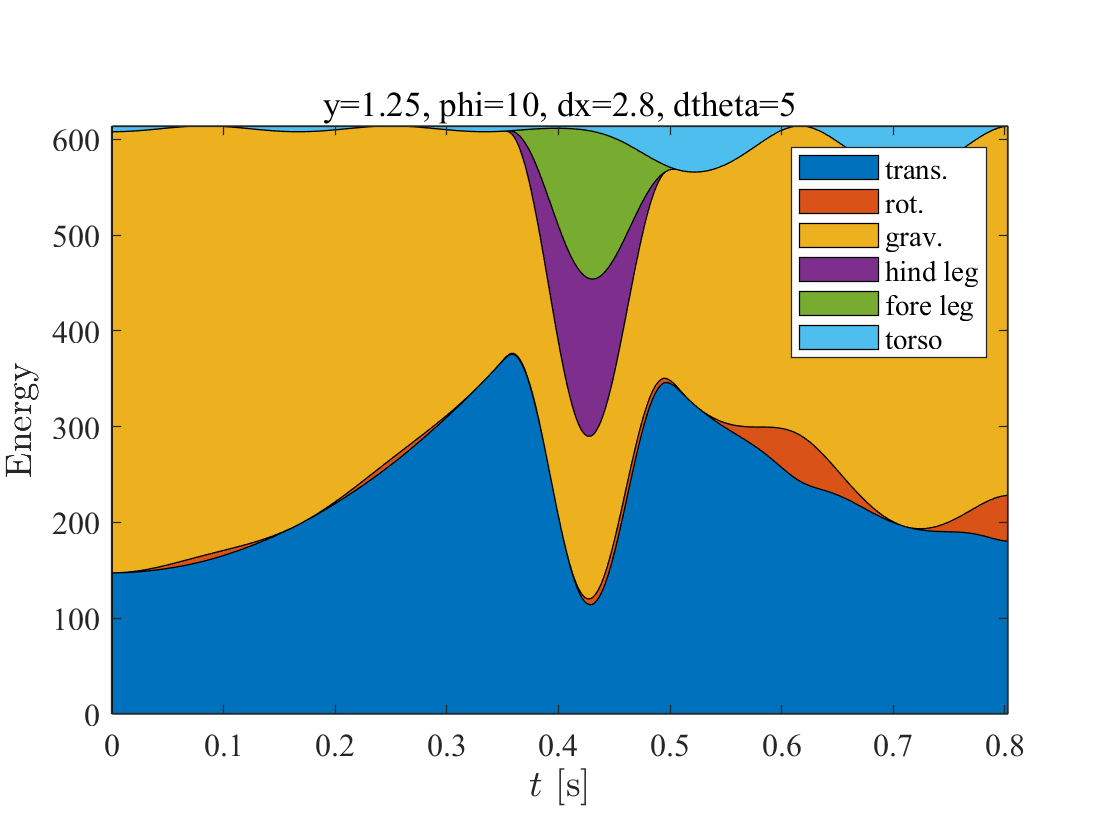 y=1.25, phi=10, dx=2.8, dtheta=5
600
500
400
300
200
100
0
Energy
trans.
rot.
grav.
hind leg
fore leg
torso
0 0.1 0.2 0.3 0.4 0.5 0.6 0.7 0.8
t [s]